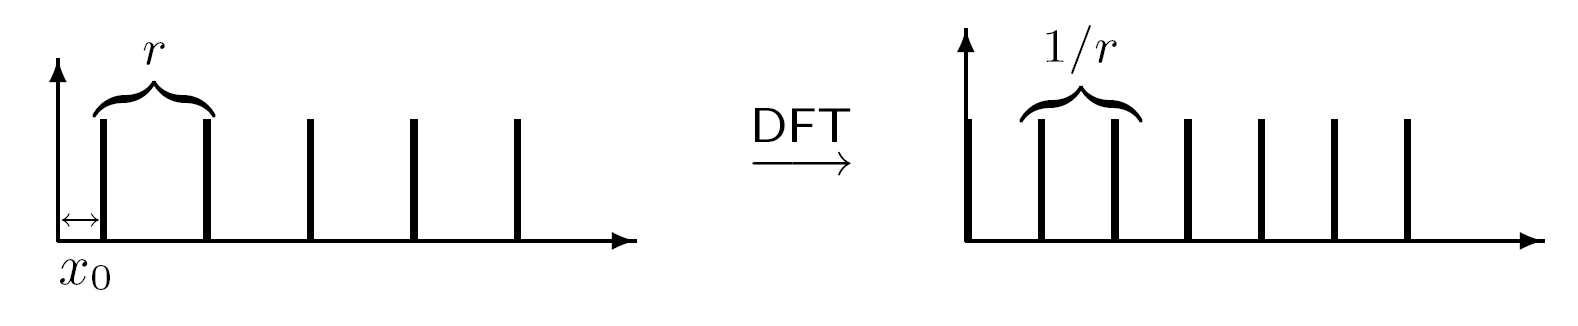 r
1/r
DFT
x₀